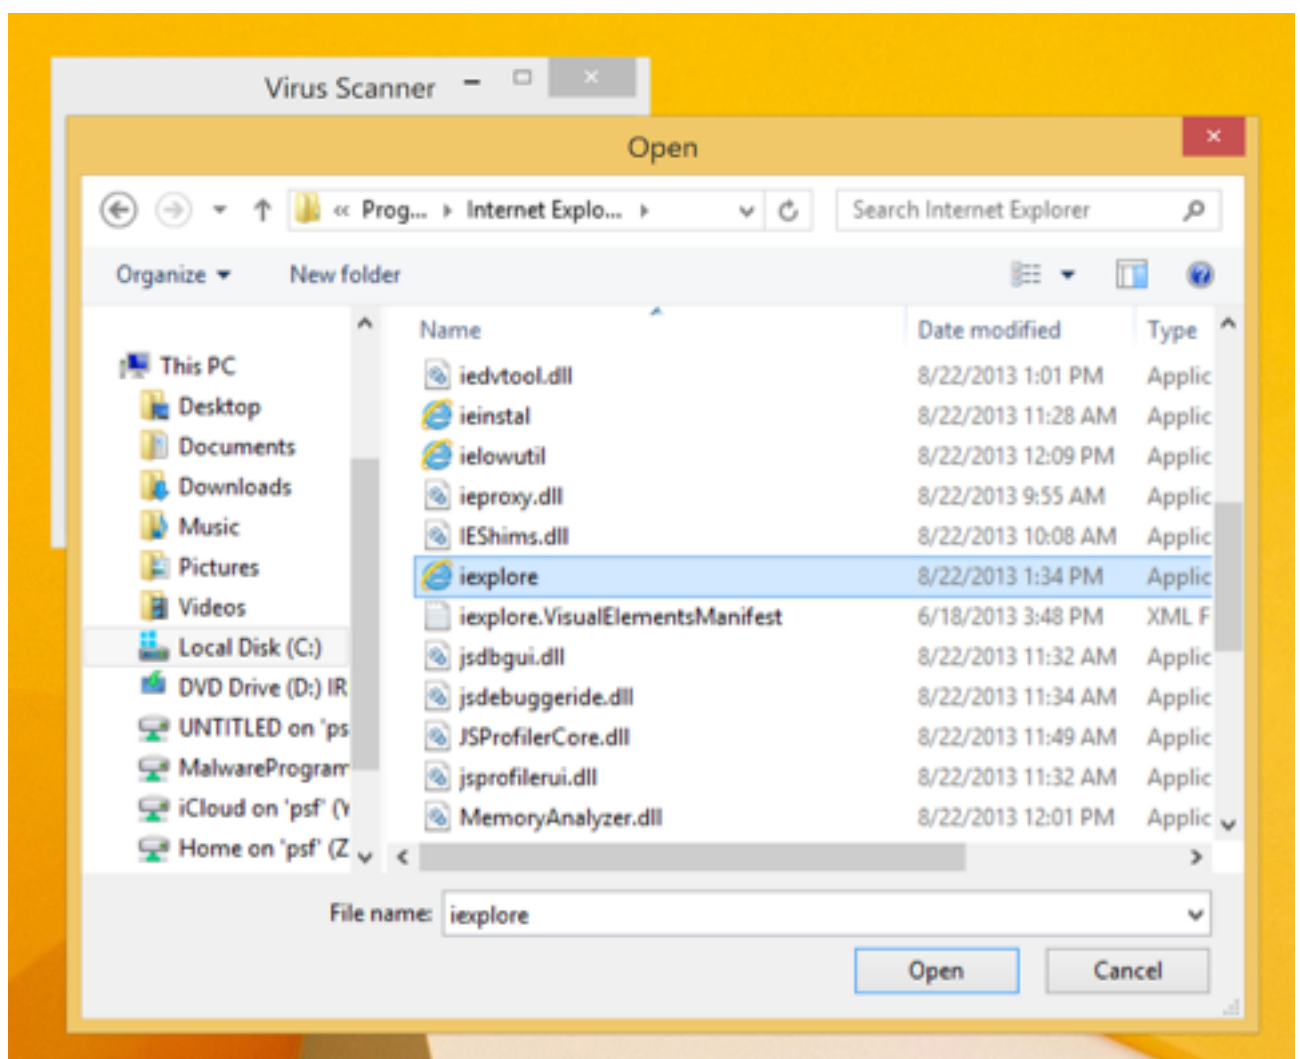 Virus Scanner
Open
« Prog... Internet Explo...
Search Internet Explorer
Organize
New folder
Name Date modified Type
This PC
Desktop
Documents
Downloads
Music
Pictures
Videos
Local Disk (C:)
DVD Drive (D:) IR
UNTITLED on 'ps
MalwareProgram
iCloud on 'psf' (Y
Home on 'psf' (Z
iedvtool.dll 8/22/2013 1:01 PM Applic
ieinstal 8/22/2013 11:28 AM Applic
ielowutil 8/22/2013 12:09 PM Applic
ieproxy.dll 8/22/2013 9:55 AM Applic
IEShims.dll 8/22/2013 10:08 AM Applic
iexplore 8/22/2013 1:34 PM Applic
iexplore.VisualElementsManifest 6/18/2013 3:48 PM XML F
jsdbgui.dll 8/22/2013 11:32 AM Applic
jsdebuggeride.dll 8/22/2013 11:34 AM Applic
JSProfilerCore.dll 8/22/2013 11:49 AM Applic
jsprofilerui.dll 8/22/2013 11:32 AM Applic
MemoryAnalyzer.dll 8/22/2013 12:01 PM Applic
File name: iexplore
Open Cancel